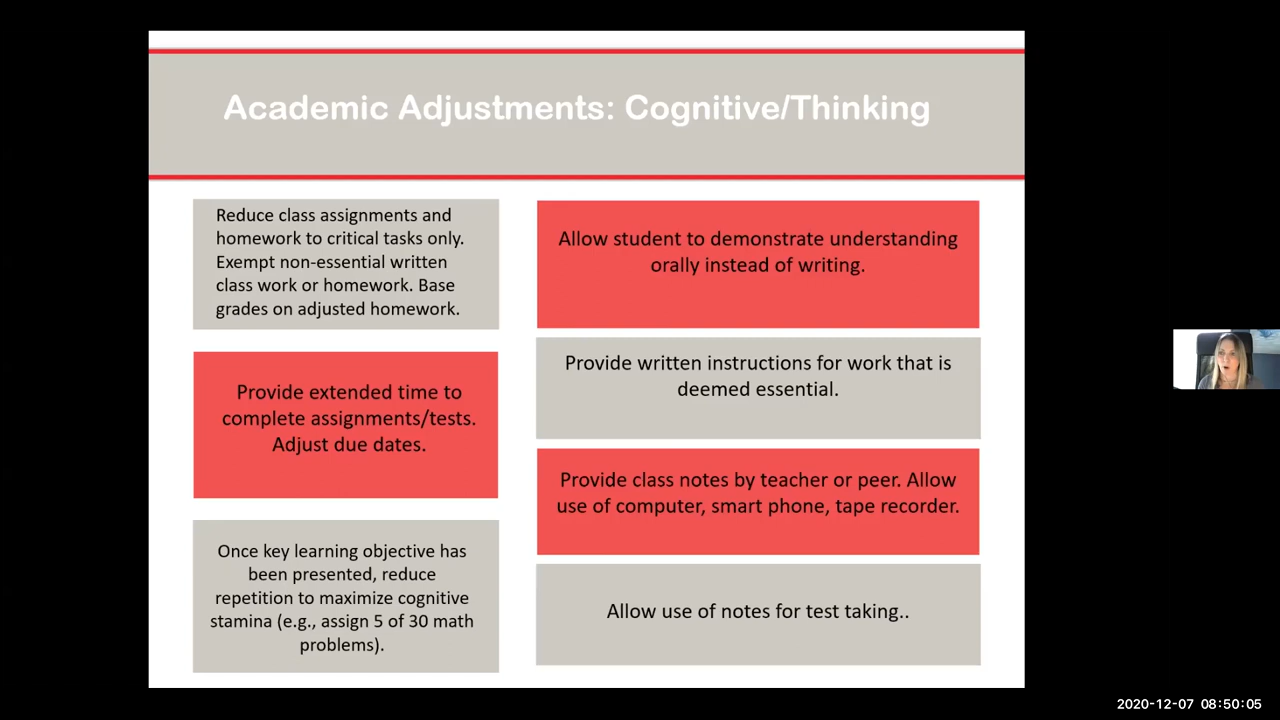 Academic Adjustments: Cognitive/Thinking
Reduce class assignments and
homework to critical tasks only.
Exempt non-essential written
class work or homework. Base
grades on adjusted homework.
Provide extended time to
complete assignments/tests.
Adjust due dates.
Once key learning objective has
been presented, reduce
repetition to maximize cognitive
stamina (e.g., assign 5 of 30 math
problems).
Allow student to demonstrate understanding
orally instead of writing.
Provide written instructions for work that is
deemed essential.
Provide class notes by teacher or peer. Allow
use of computer, smart phone, tape recorder.
Allow use of notes for test taking..
2020-12-07 08:50:05